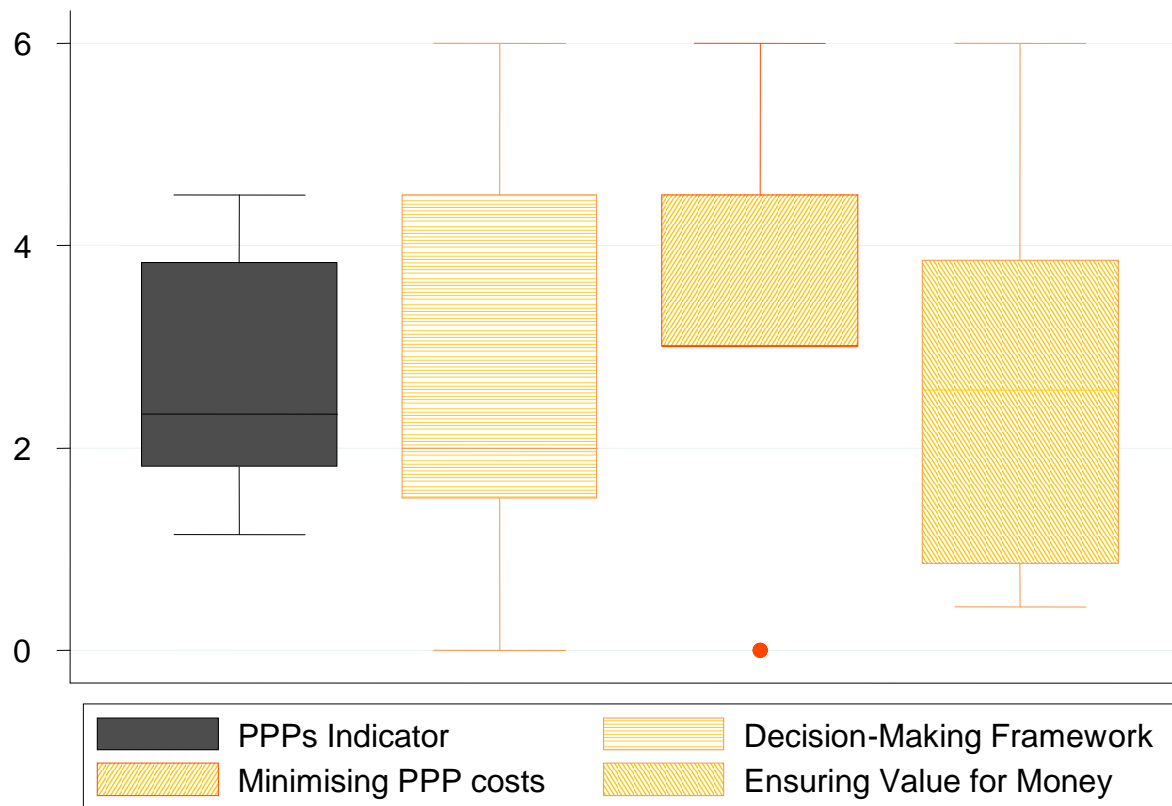 6
4
2
0
PPPs Indicator
Decision-Making Framework
Minimising PPP costs
Ensuring Value for Money